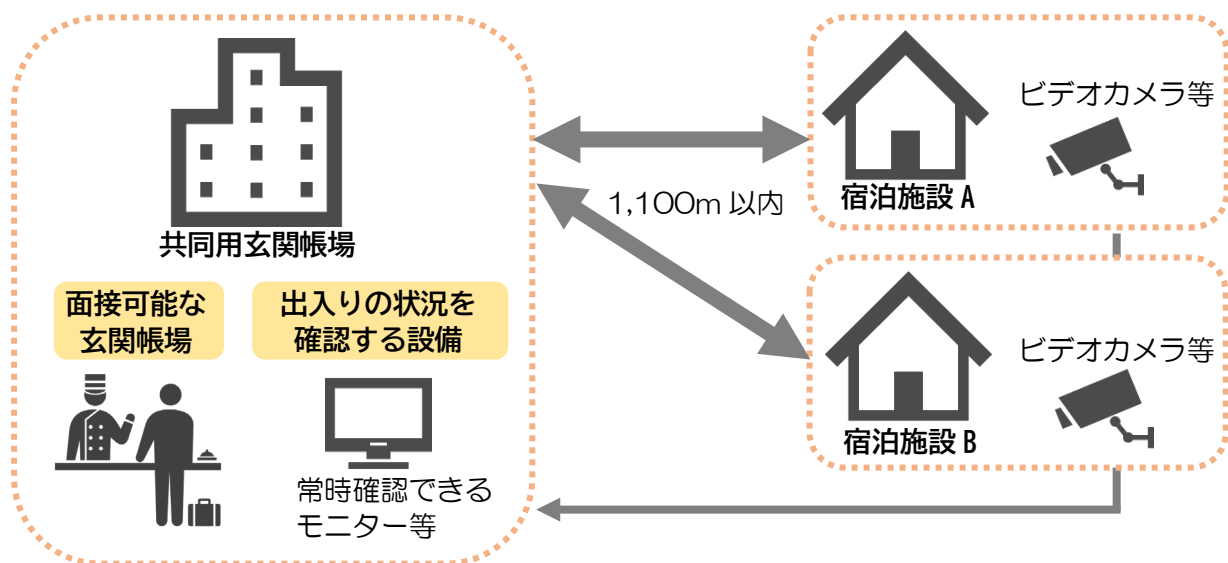 共同用玄関帳場
面接可能な
玄関帳場
出入りの状況を
確認する設備
常時確認できる
モニター等
1,100m 以内
ビデオカメラ等
宿泊施設 A
ビデオカメラ等
宿泊施設 B